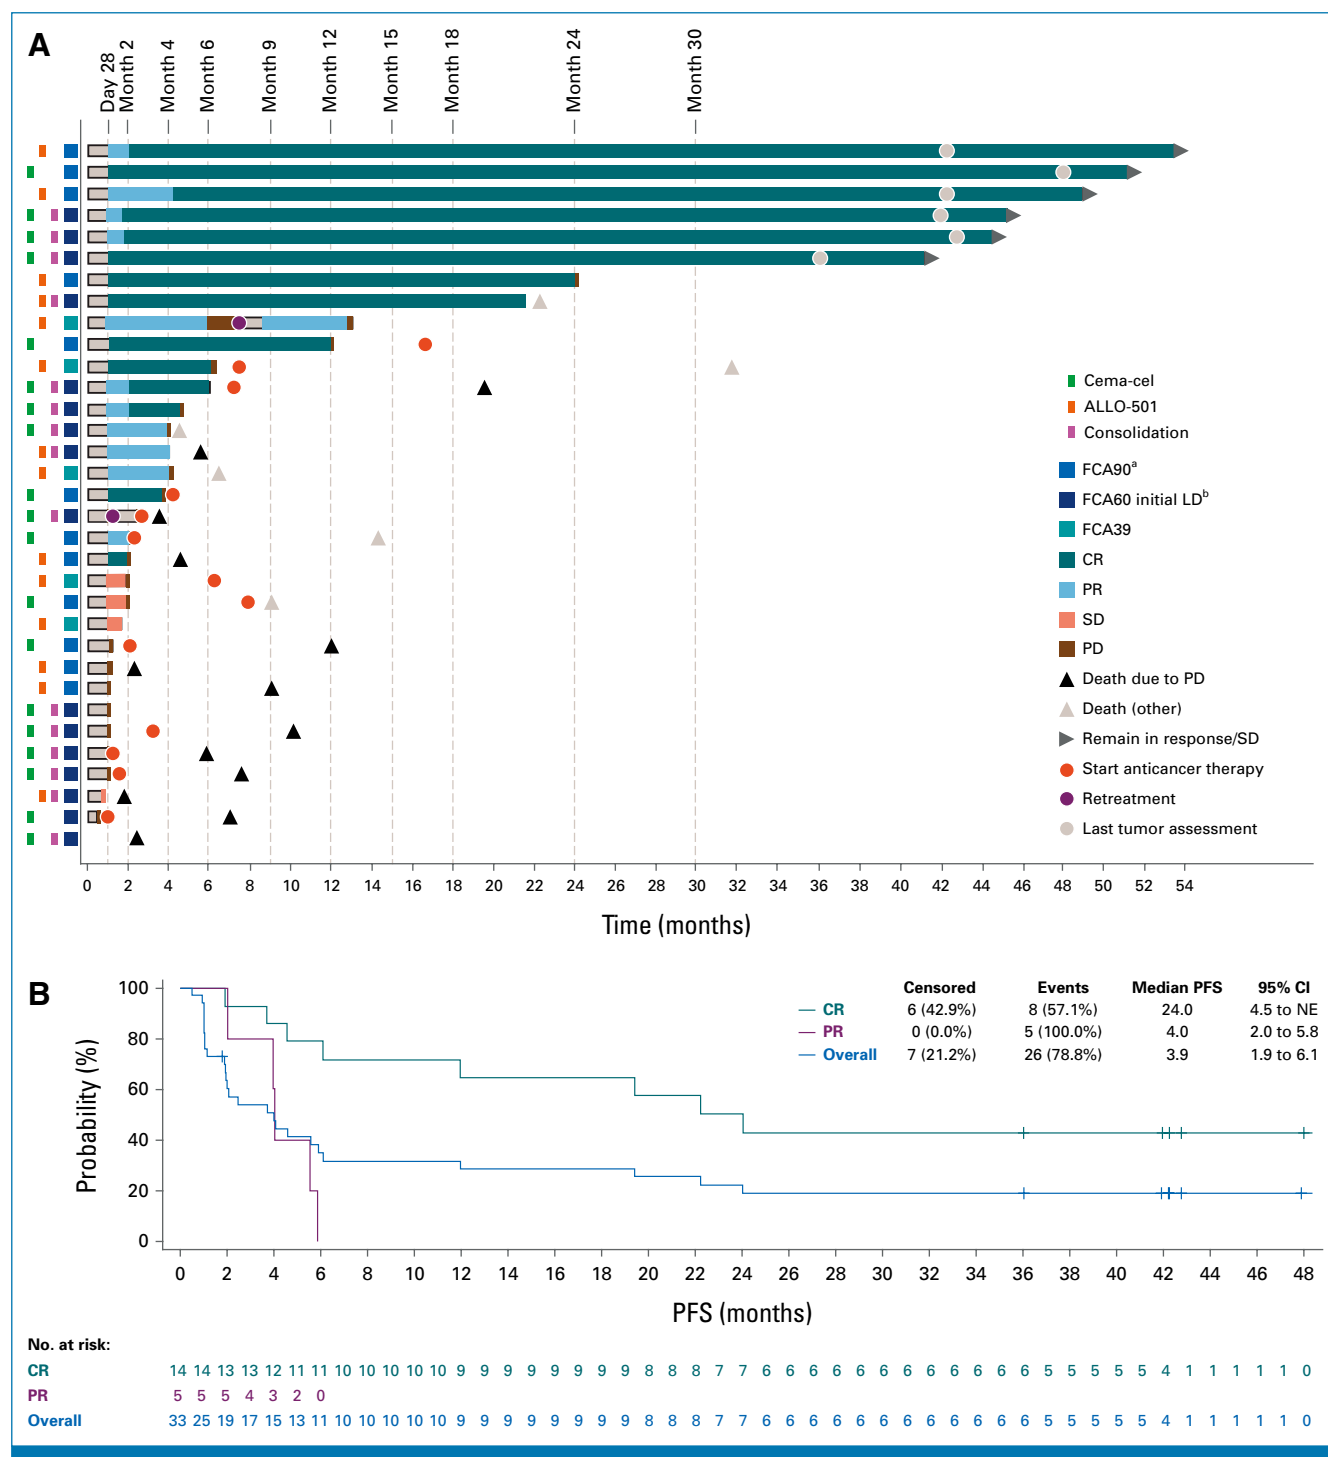 A
Day 28
Month 2
Month 4
Month 6
Month 9
Month 12
Month 15
Month 18
Month 24
Month 30
Cema-cel
ALLO-501
Consolidation
FCA90a
FCA60 initial LDb
FCA39
CR
PR
SD
PD
Death due to PD
Death (other)
Remain in response/SD
Start anticancer therapy
Retreatment
Last tumor assessment
0 2 4 6 8 10 12 14 16 18 20 22 24 26 28 30 32 34 36 38 40 42 44 46 48 50 52 54
Time (months)
B
Censored Events Median PFS 95% CI
CR 6 (42.9%) 8 (57.1%) 24.0 4.5 to NE
PR 0 (0.0%) 5 (100.0%) 4.0 2.0 to 5.8
Overall 7 (21.2%) 26 (78.8%) 3.9 1.9 to 6.1
Probability (%)
100
80
60
40
20
0
0 2 4 6 8 10 12 14 16 18 20 22 24 26 28 30 32 34 36 38 40 42 44 46 48
PFS (months)
No. at risk:
CR 14 14 13 13 12 11 11 10 10 10 10 10 9 9 9 9 9 9 9 9 8 8 8 7 7 6 6 6 6 6 6 6 6 6 6 6 6 5 5 5 5 5 4 1 1 1 1 1 0
PR 5 5 5 4 3 2 0
Overall 33 25 19 17 15 13 11 10 10 10 10 10 9 9 9 9 9 9 9 9 8 8 8 7 7 6 6 6 6 6 6 6 6 6 6 6 6 5 5 5 5 5 4 1 1 1 1 1 0